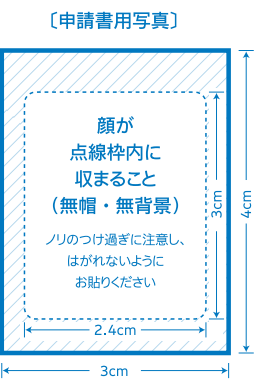 〔申請書用写真〕
顔が
点線枠内に
収まること
（無帽・無背景）
ノリのつけ過ぎに注意し、
はがれないように
お貼りください
3cm
4cm
2.4cm
3cm